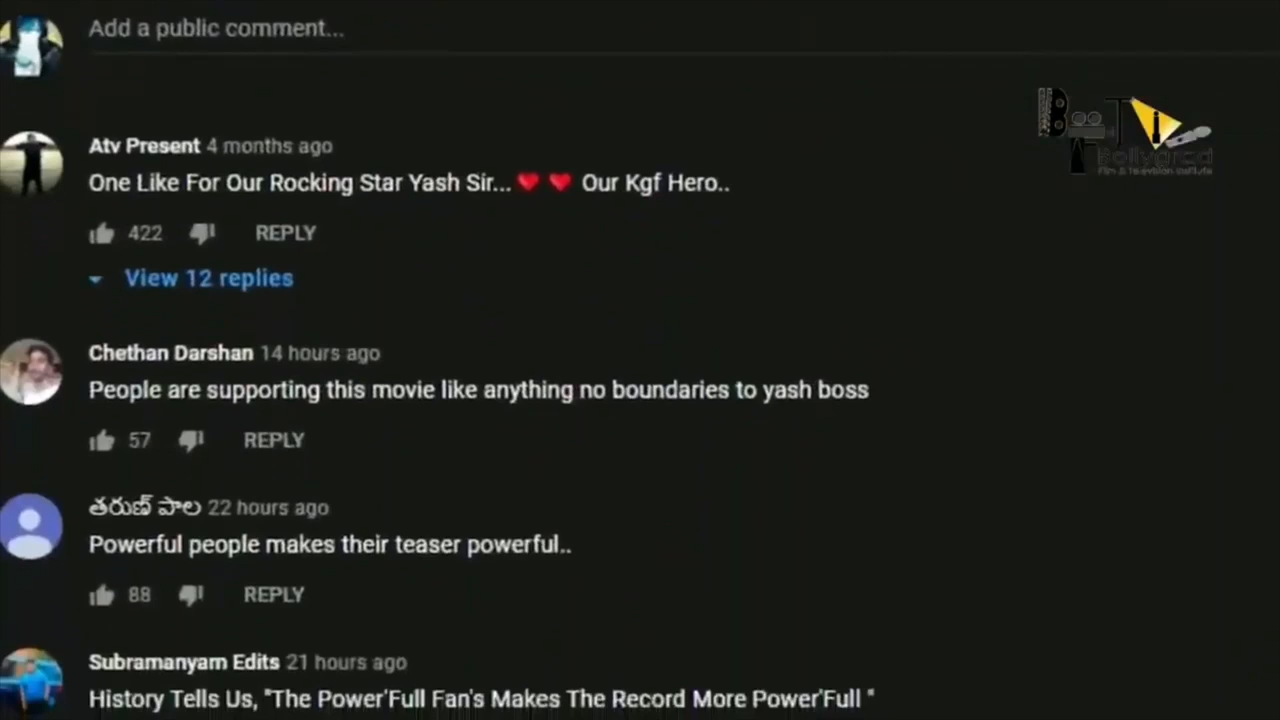 Add a public comment...
Atv Present 4 months ago
One Like For Our Rocking Star Yash Sir...❤ ❤ Our Kgf Hero..
422 REPLY
View 12 replies
Chethan Darshan 14 hours ago
People are supporting this movie like anything no boundaries to yash boss
57 REPLY
తరుణ్ పాల 22 hours ago
Powerful people makes their teaser powerful..
88 REPLY
Subramanyam Edits 21 hours ago
History Tells Us, "The Power'Full Fan's Makes The Record More Power'Full "
Film & Television Institute